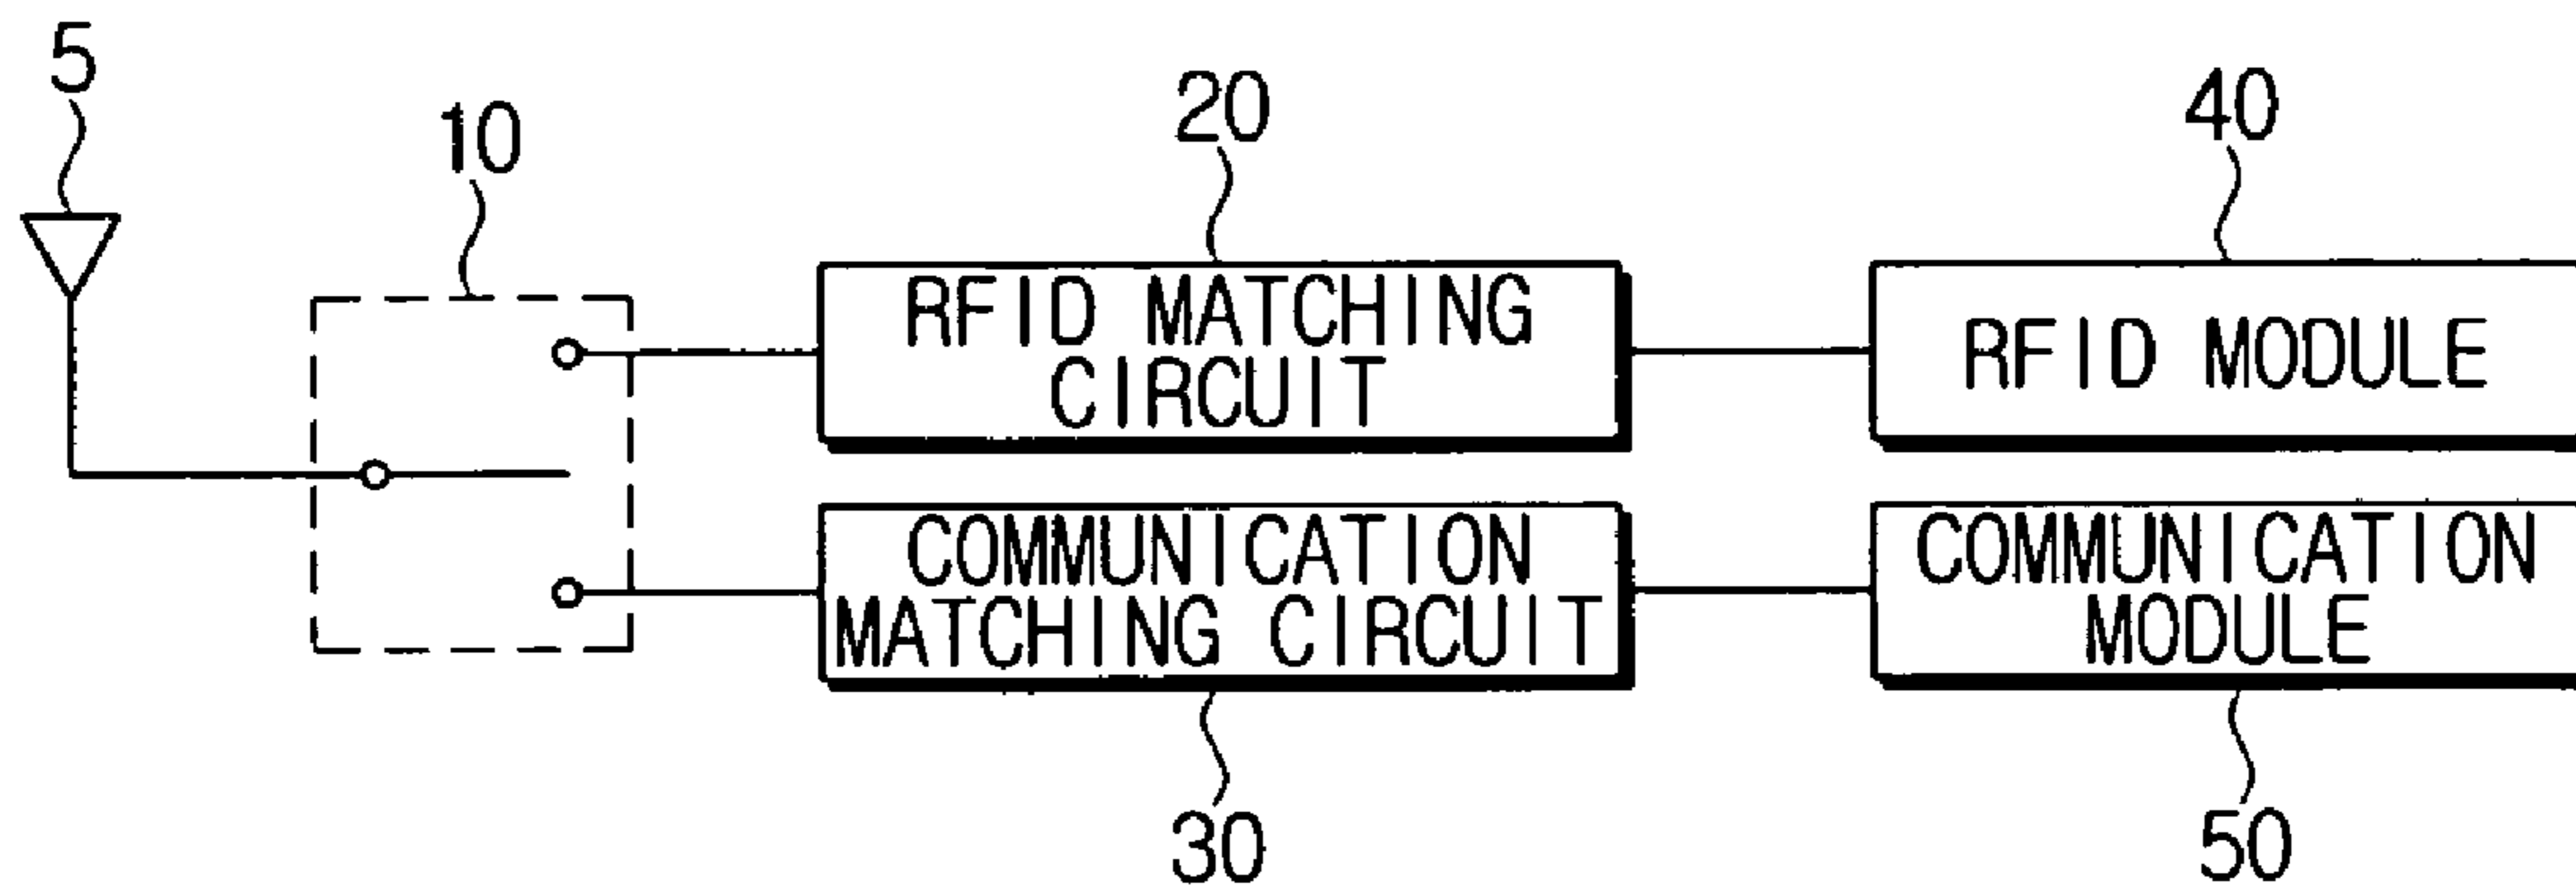 5
10
20
40
RFID MATCHING
CIRCUIT
RFID MODULE
COMMUNICATION
MATCHING CIRCUIT
COMMUNICATION
MODULE
30
50